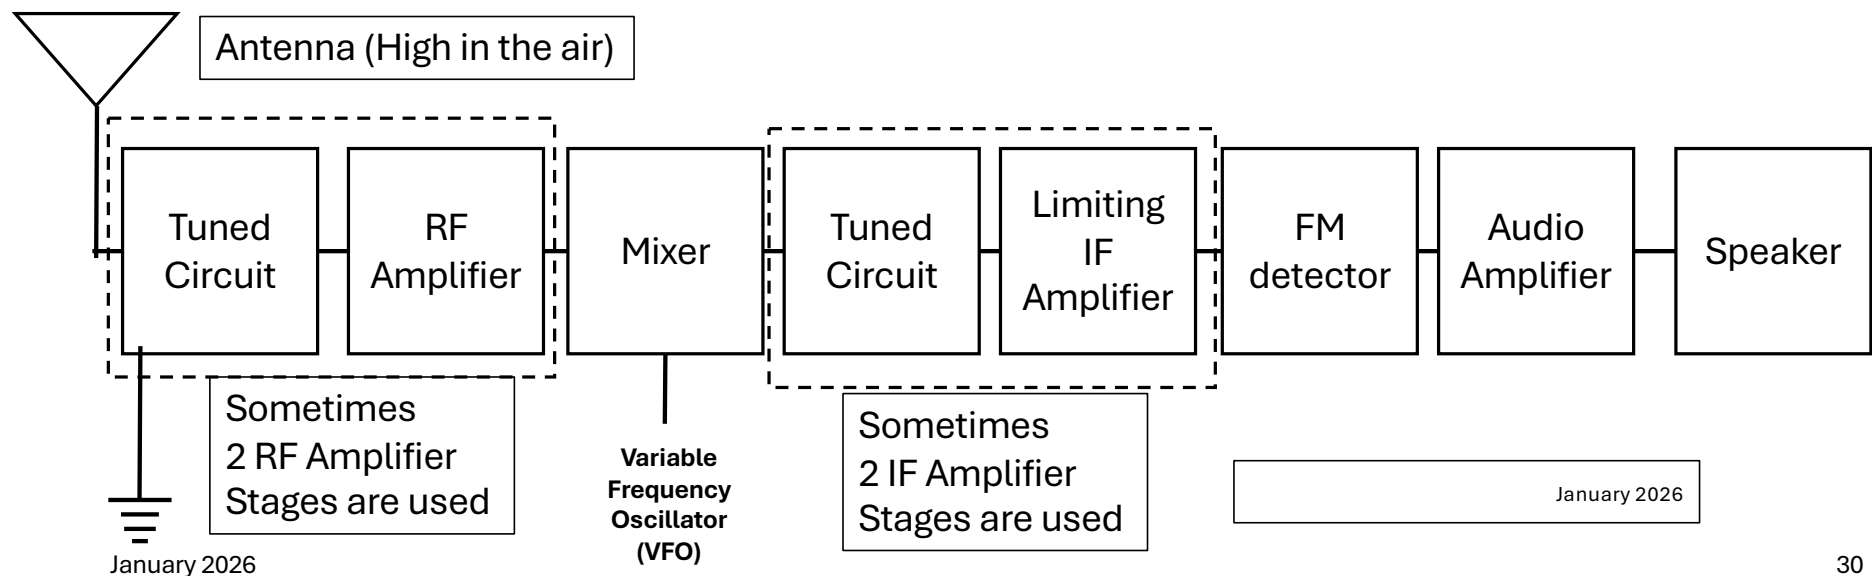 Antenna (High in the air)
Tuned
Circuit
RF
Amplifier
Mixer
Tuned
Circuit
Limiting
IF
Amplifier
FM
detector
Audio
Amplifier
Speaker
Sometimes
2 RF Amplifier
Stages are used
Variable
Frequency
Oscillator
(VFO)
Sometimes
2 IF Amplifier
Stages are used
January 2026
January 2026
30